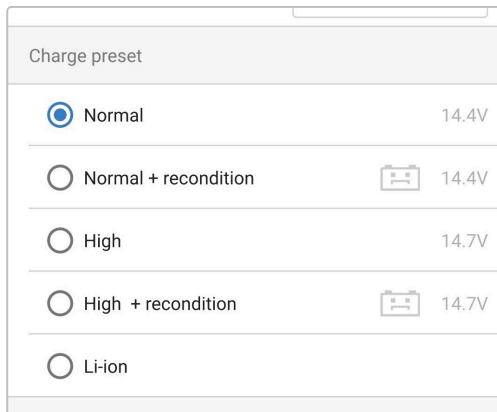 Charge preset
Normal 14.4V
Normal + recondition 14.4V
High 14.7V
High + recondition 14.7V
Li-ion